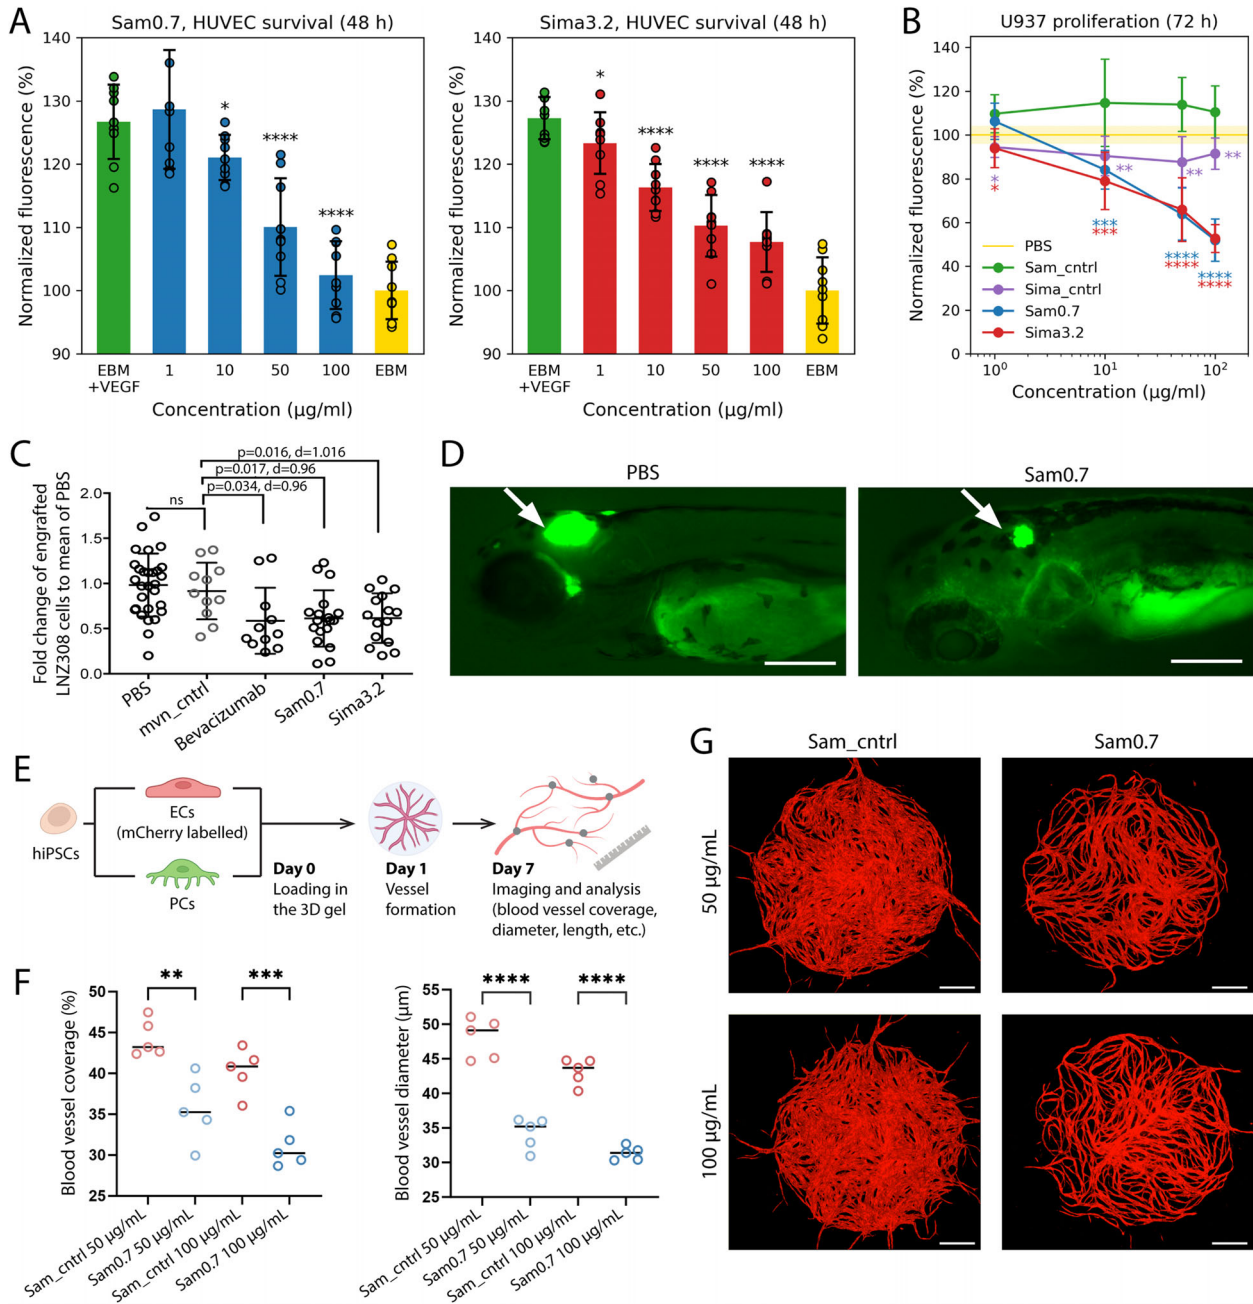 A
Sam0.7, HUVEC survival (48 h)
Normalized fluorescence (%)
140
130
120
110
100
90
*
****
****
EBM
+VEGF
1
10
50
100
EBM
Concentration (µg/ml)
Sima3.2, HUVEC survival (48 h)
Normalized fluorescence (%)
140
130
120
110
100
90
*
****
****
****
EBM
+VEGF
1
10
50
100
EBM
Concentration (µg/ml)
B
U937 proliferation (72 h)
Normalized fluorescence (%)
140
120
100
80
60
40
20
0
*
*
**
***
***
**
****
****
**
****
****
PBS
Sam_cntrl
Sima_cntrl
Sam0.7
Sima3.2
10⁰
10¹
10²
Concentration (µg/ml)
C
Fold change of engrafted
LNZ308 cells to mean of PBS
2.0
1.5
1.0
0.5
0.0
p=0.016, d=1.016
p=0.017, d=0.96
p=0.034, d=0.96
ns
PBS
mvn_cntrl
Bevacizumab
Sam0.7
Sima3.2
D
PBS
Sam0.7
E
hiPSCs
ECs
(mCherry labelled)
PCs
Day 0
Loading in
the 3D gel
Day 1
Vessel
formation
Day 7
Imaging and analysis
(blood vessel coverage,
diameter, length, etc.)
F
Blood vessel coverage (%)
50
45
40
35
30
25
**
***
Sam_cntrl 50 µg/mL
Sam0.7 50 µg/mL
Sam_cntrl 100 µg/mL
Sam0.7 100 µg/mL
Blood vessel diameter (µm)
55
50
45
40
35
30
25
****
****
Sam_cntrl 50 µg/mL
Sam0.7 50 µg/mL
Sam_cntrl 100 µg/mL
Sam0.7 100 µg/mL
G
Sam_cntrl
Sam0.7
50 µg/mL
100 µg/mL